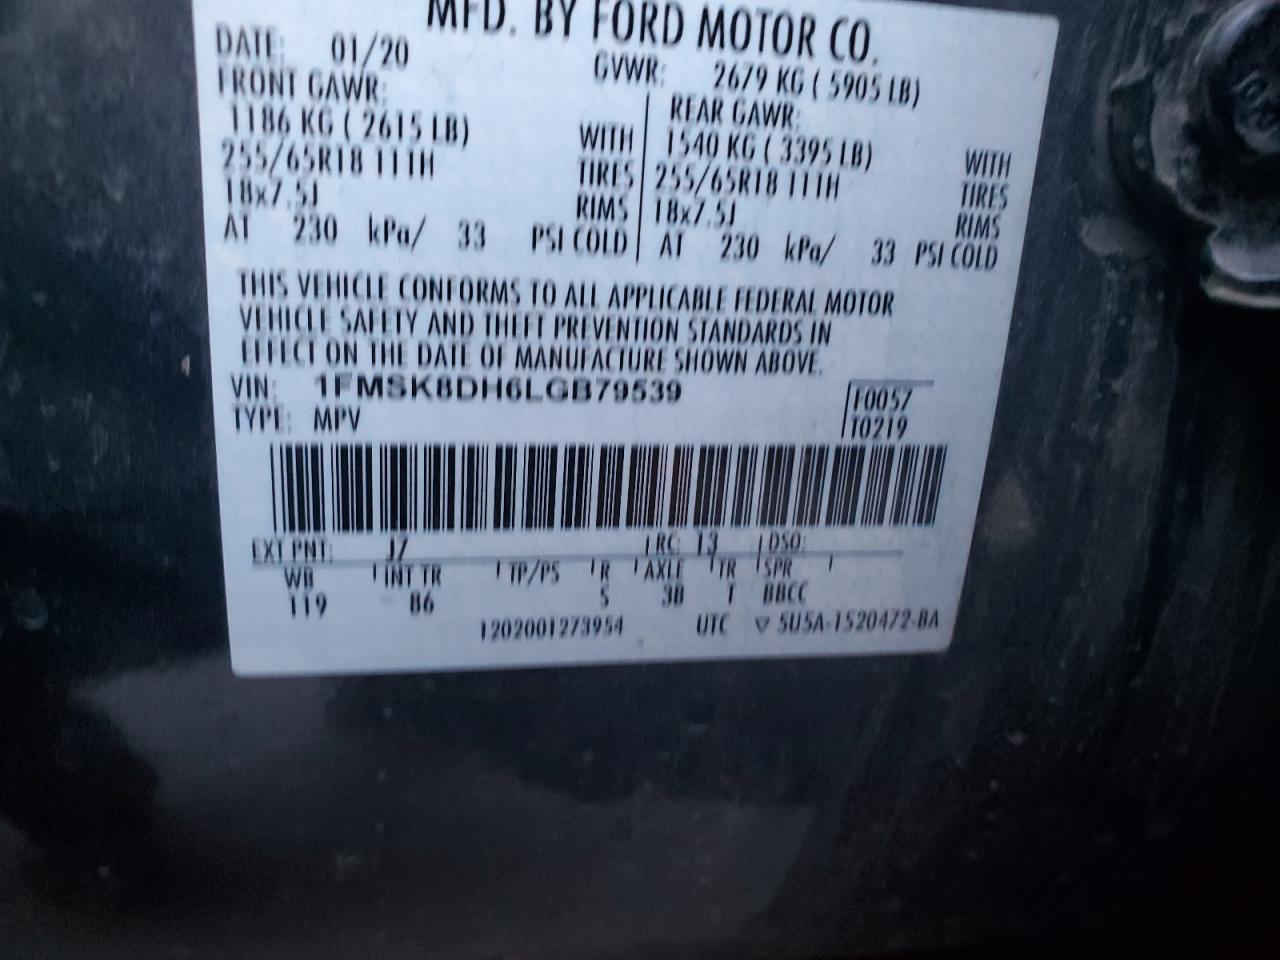 MFD. BY FORD MOTOR CO.
DATE: 01/20 GVWR: 2679 KG ( 5905 LB)
FRONT GAWR: REAR GAWR:
1186 KG ( 2615 LB) WITH 1540 KG ( 3395 LB) WITH
255/65R18 111H TIRES 255/65R18 111H TIRES
18x7.5J RIMS 18x7.5J RIMS
AT 230 kPa/ 33 PSI COLD AT 230 kPa/ 33 PSI COLD
THIS VEHICLE CONFORMS TO ALL APPLICABLE FEDERAL MOTOR
VEHICLE SAFETY AND THEFT PREVENTION STANDARDS IN
EFFECT ON THE DATE OF MANUFACTURE SHOWN ABOVE.
VIN: 1FMSK8DH6LGB79539 F0057
TYPE: MPV T0219
EXT PNT: J7 RC: 13 DSO:
WB INT TR TP/PS R AXLE TR SPR
119 B6 5 3B T BBCC
1202001273954 UTC ▽ 5U5A-1520472-BA